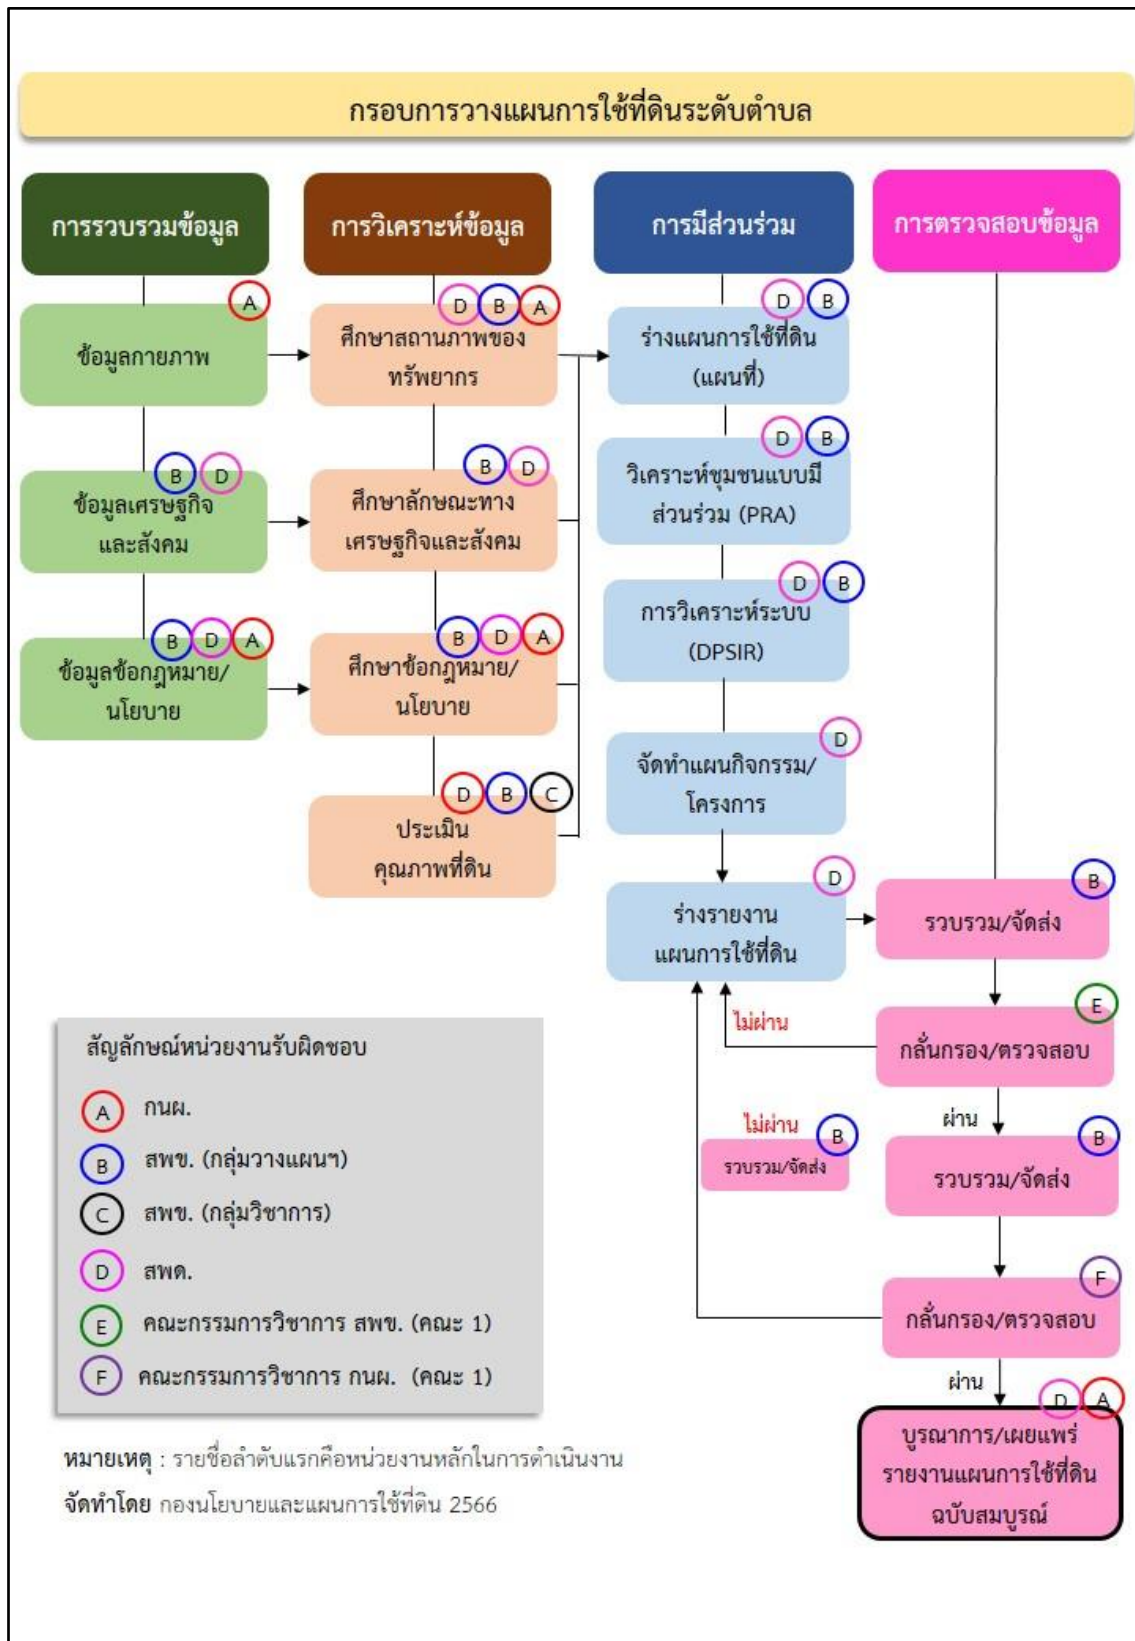 กรอบการวางแผนการใช้ที่ดินระดับตำบล
การรวบรวมข้อมูล
A
ข้อมูลกายภาพ
B D
ข้อมูลเศรษฐกิจ
และสังคม
B D A
ข้อมูลข้อกฎหมาย/
นโยบาย
การวิเคราะห์ข้อมูล
D B A
ศึกษาสถานภาพของ
ทรัพยากร
B D
ศึกษาลักษณะทาง
เศรษฐกิจและสังคม
B D A
ศึกษาข้อกฎหมาย/
นโยบาย
D B C
ประเมิน
คุณภาพที่ดิน
การมีส่วนร่วม
D B
ร่างแผนการใช้ที่ดิน
(แผนที่)
D B
วิเคราะห์ชุมชนแบบมี
ส่วนร่วม (PRA)
D B
การวิเคราะห์ระบบ
(DPSIR)
D
จัดทำแผนกิจกรรม/
โครงการ
D
ร่างรายงาน
แผนการใช้ที่ดิน
การตรวจสอบข้อมูล
B
รวบรวม/จัดส่ง
E
กลั่นกรอง/ตรวจสอบ
ไม่ผ่าน
ผ่าน
B
รวบรวม/จัดส่ง
ไม่ผ่าน
B
รวบรวม/จัดส่ง
F
กลั่นกรอง/ตรวจสอบ
ผ่าน
D A
บูรณาการ/เผยแพร่
รายงานแผนการใช้ที่ดิน
ฉบับสมบูรณ์
สัญลักษณ์หน่วยงานรับผิดชอบ
A กนผ.
B สพข. (กลุ่มวางแผนฯ)
C สพข. (กลุ่มวิชาการ)
D สพด.
E คณะกรรมการวิชาการ สพข. (คณะ 1)
F คณะกรรมการวิชาการ กนผ. (คณะ 1)
หมายเหตุ : รายชื่อลำดับแรกคือหน่วยงานหลักในการดำเนินงาน
จัดทำโดย กองนโยบายและแผนการใช้ที่ดิน 2566